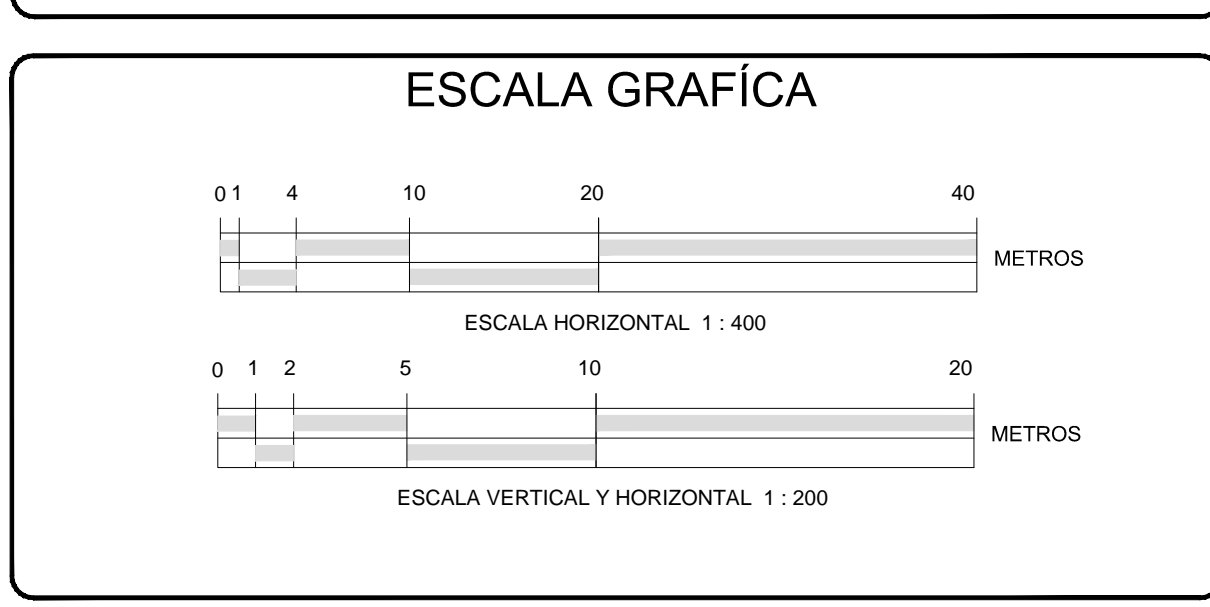 ESCALA GRAFÍCA
0 1 4 10 20 40
METROS
ESCALA HORIZONTAL 1 : 400
0 1 2 5 10 20
METROS
ESCALA VERTICAL Y HORIZONTAL 1 : 200